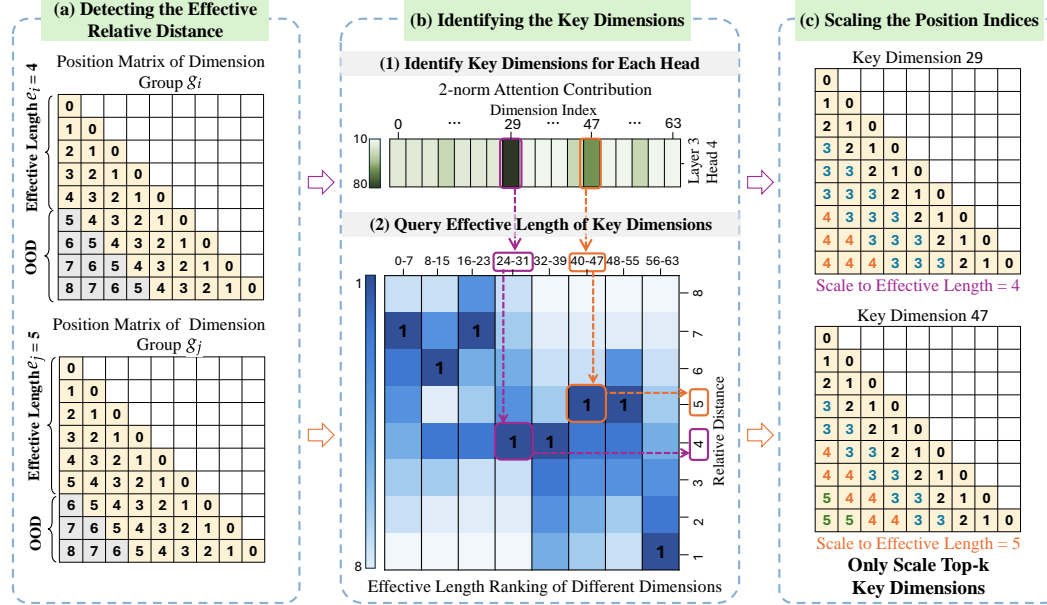 (a) Detecting the Effective
Relative Distance
Position Matrix of Dimension
Group gᵢ
Effective Length eᵢ = 4
OOD
0
1 0
2 1 0
3 2 1 0
4 3 2 1 0
5 4 3 2 1 0
6 5 4 3 2 1 0
7 6 5 4 3 2 1 0
8 7 6 5 4 3 2 1 0
Position Matrix of Dimension
Group gⱼ
Effective Length eⱼ = 5
OOD
0
1 0
2 1 0
3 2 1 0
4 3 2 1 0
5 4 3 2 1 0
6 5 4 3 2 1 0
7 6 5 4 3 2 1 0
8 7 6 5 4 3 2 1 0
(b) Identifying the Key Dimensions
(1) Identify Key Dimensions for Each Head
2-norm Attention Contribution
Dimension Index
0 ... 29 ... 47 ... 63
10
80
Layer 3
Head 4
(2) Query Effective Length of Key Dimensions
0-7 8-15 16-23 24-31 32-39 40-47 48-55 56-63
1
8
8
1 1 7
1 6
1 1 5
1 1 4
3
2
1 1
Relative Distance
Effective Length Ranking of Different Dimensions
(c) Scaling the Position Indices
Key Dimension 29
0
1 0
2 1 0
3 2 1 0
3 3 2 1 0
3 3 3 2 1 0
4 3 3 3 2 1 0
4 4 3 3 3 2 1 0
4 4 4 3 3 3 2 1 0
Scale to Effective Length = 4
Key Dimension 47
0
1 0
2 1 0
3 2 1 0
3 3 2 1 0
4 3 3 2 1 0
4 4 3 3 2 1 0
5 4 4 3 3 2 1 0
5 5 4 4 3 3 2 1 0
Scale to Effective Length = 5
Only Scale Top-k
Key Dimensions